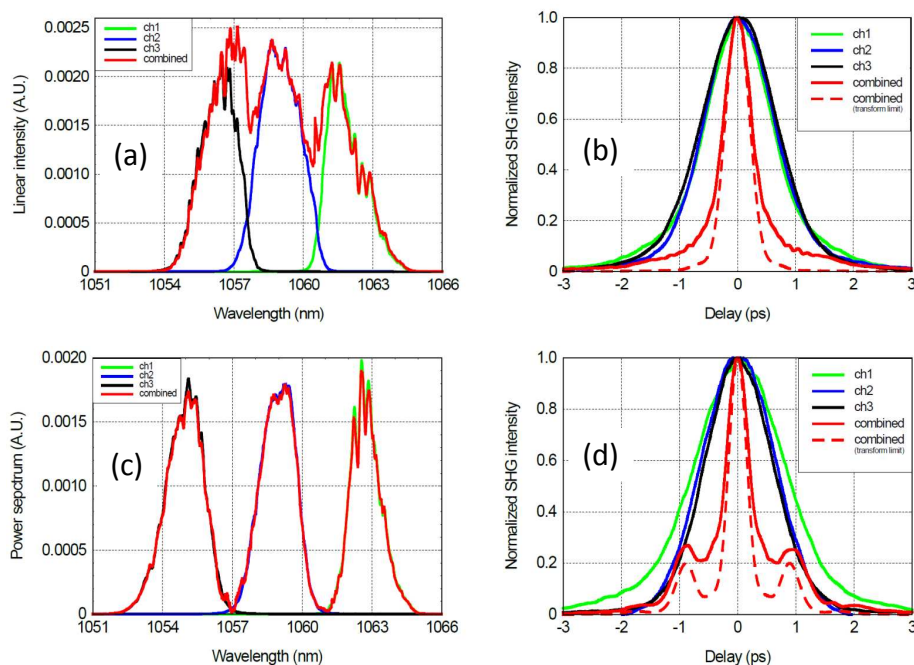 0.0025
0.0020
0.0015
0.0010
0.0005
0.000
1051 1054 1057 1060 1063 1066
Linear intensity (A.U.)
Wavelength (nm)
ch1
ch2
ch3
combined
(a)
1.0
0.8
0.6
0.4
0.2
0
-3 -2 -1 0 1 2 3
Normalized SHG intensity
Delay (ps)
ch1
ch2
ch3
combined
combined
(transform limit)
(b)
0.0020
0.0015
0.0010
0.0005
0.000
1051 1054 1057 1060 1063 1066
Power sepdcrum (A.U.)
Wavelength (nm)
ch1
ch2
ch3
combined
(c)
1.0
0.8
0.6
0.4
0.2
0
-3 -2 -1 0 1 2 3
Normalized SHG intensity
Delay (ps)
ch1
ch2
ch3
combined
combined
(transform limit)
(d)